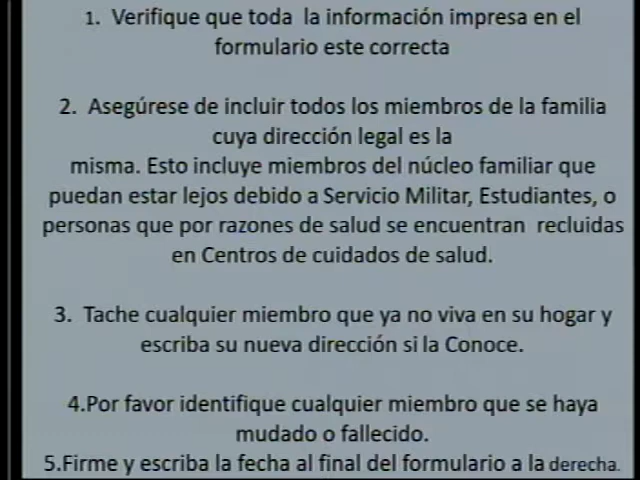 1. Verifique que toda la información impresa en el
formulario este correcta
2. Asegúrese de incluir todos los miembros de la familia
cuya dirección legal es la
misma. Esto incluye miembros del núcleo familiar que
puedan estar lejos debido a Servicio Militar, Estudiantes, o
personas que por razones de salud se encuentran recluidas
en Centros de cuidados de salud.
3. Tache cualquier miembro que ya no viva en su hogar y
escriba su nueva dirección si la Conoce.
4.Por favor identifique cualquier miembro que se haya
mudado o fallecido.
5.Firme y escriba la fecha al final del formulario a la derecha.